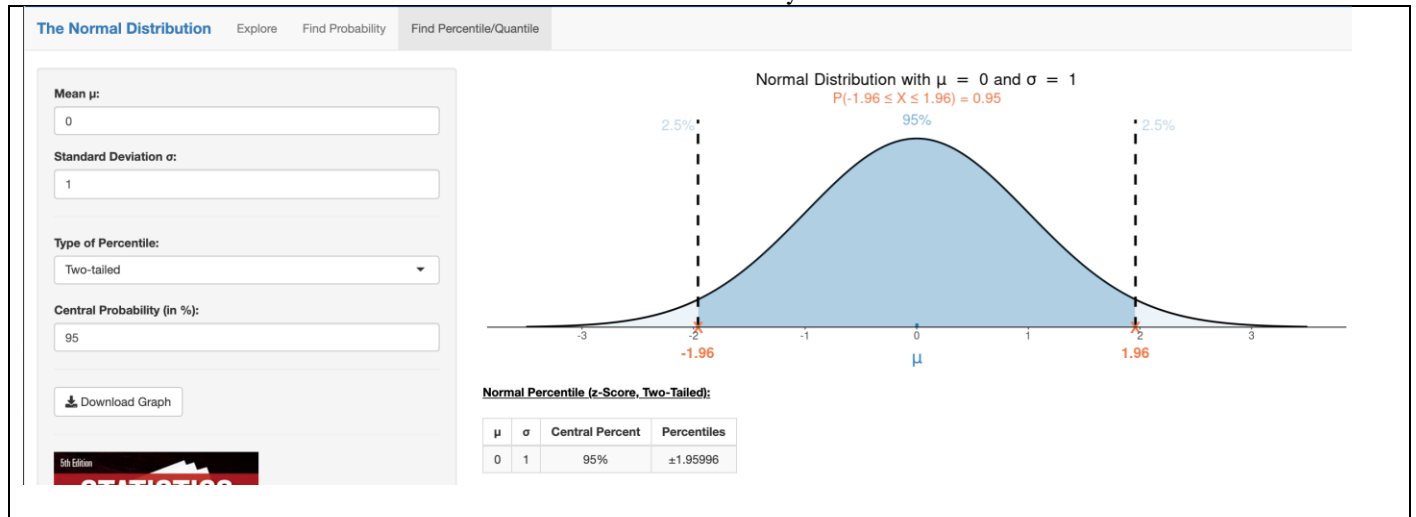 The Normal Distribution Explore Find Probability Find Percentile/Quantile
Mean μ:
0
Standard Deviation σ:
1
Type of Percentile:
Two-tailed
Central Probability (in %):
95
Download Graph
5th Edition
STATISTICS
Normal Distribution with μ = 0 and σ = 1
P(-1.96 ≤ X ≤ 1.96) = 0.95
2.5% 95% 2.5%
-3 -2 -1 0 1 2 3
-1.96 μ 1.96
Normal Percentile (z-Score, Two-Tailed):
μ σ Central Percent Percentiles
0 1 95% ±1.95996